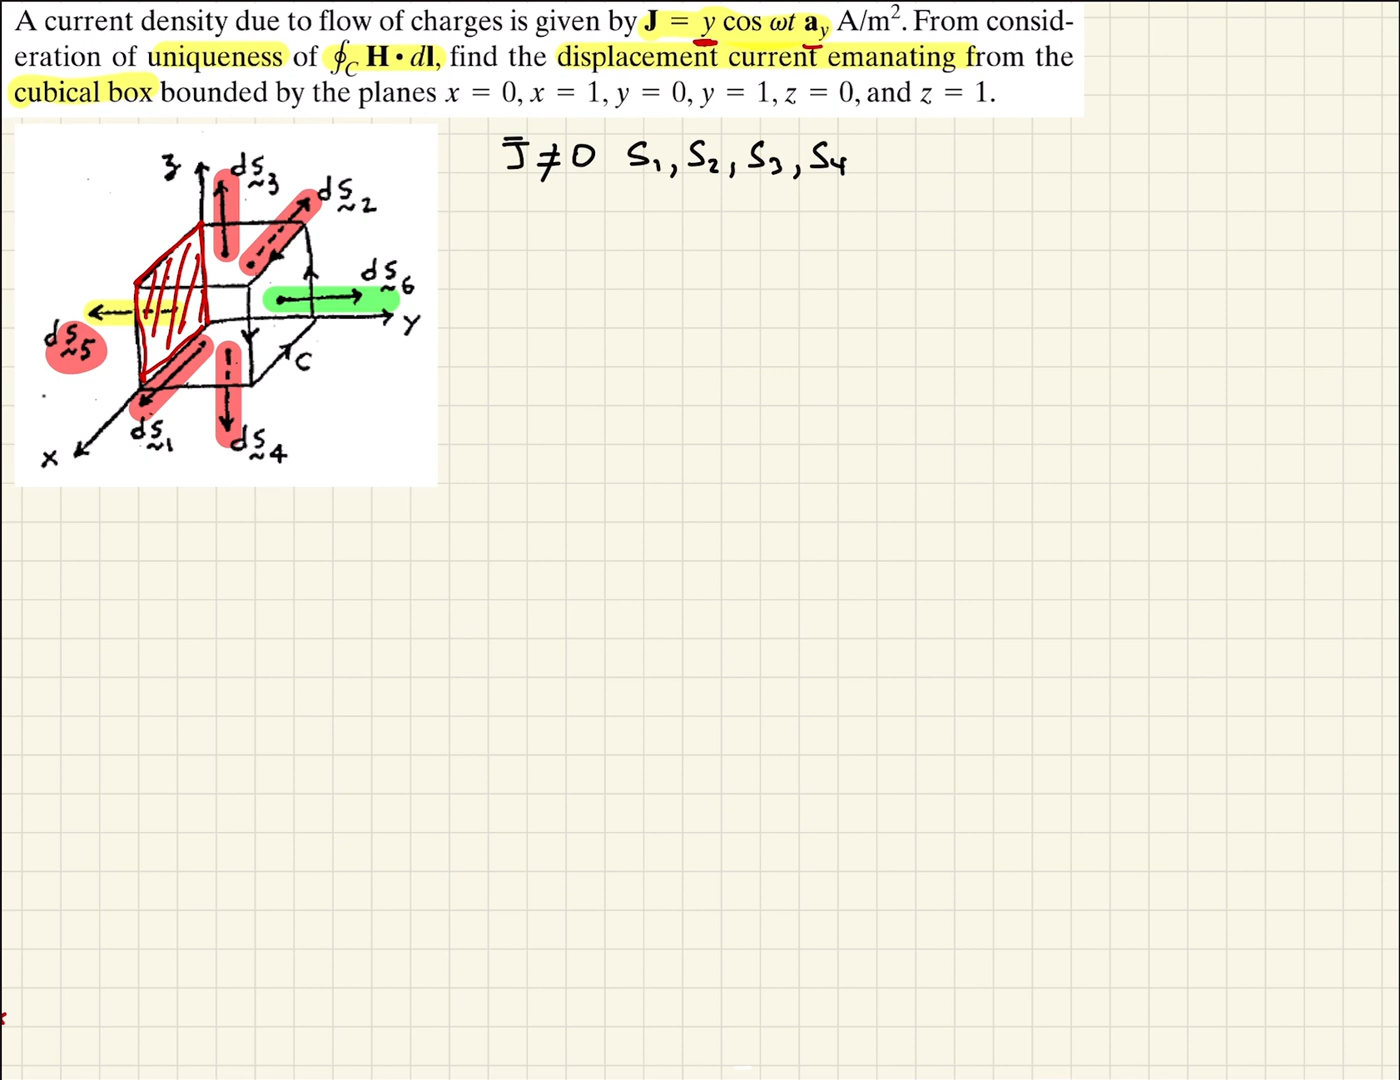 A current density due to flow of charges is given by J = y cos ωt a_y A/m². From consid-
eration of uniqueness of ∮_C H • dl, find the displacement current emanating from the
cubical box bounded by the planes x = 0, x = 1, y = 0, y = 1, z = 0, and z = 1.
J̄ ≠ 0 S₁, S₂, S₃, S₄
z
dS₃
dS₂
dS₆
y
dS₅
C
dS₁
dS₄
x